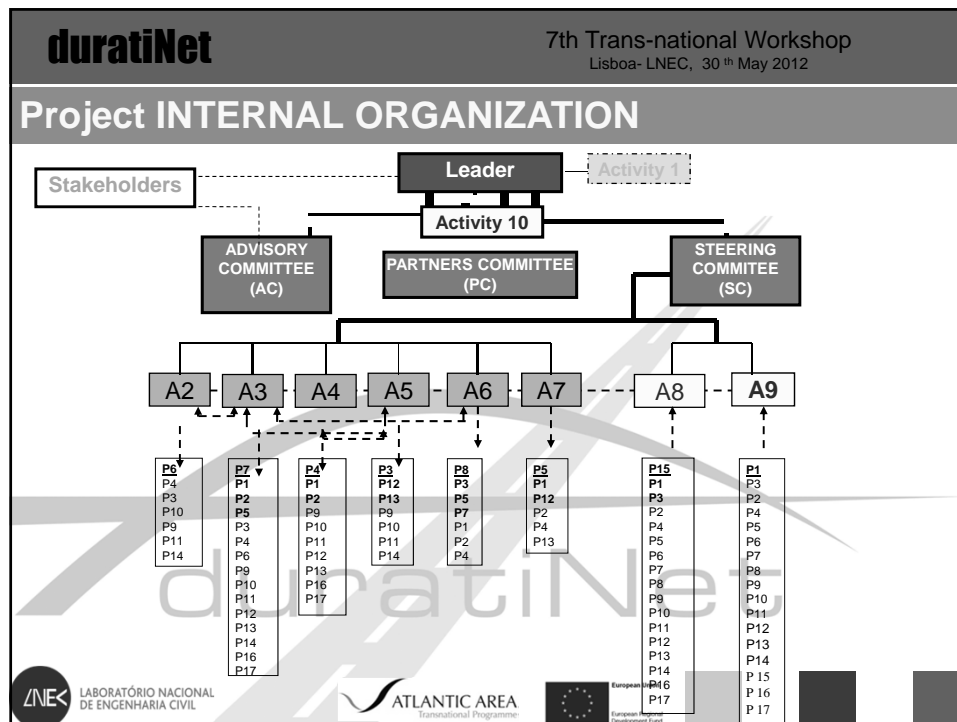 duratiNet
7th Trans-national Workshop
Lisboa- LNEC, 30 th May 2012
Project INTERNAL ORGANIZATION
Leader
Activity 1
Stakeholders
Activity 10
ADVISORY
COMMITTEE
(AC)
PARTNERS COMMITTEE
(PC)
STEERING
COMMITEE
(SC)
A2
A3
A4
A5
A6
A7
A8
A9
P6
P4
P3
P10
P9
P11
P14
P7
P1
P2
P5
P3
P4
P6
P9
P10
P11
P12
P13
P14
P16
P17
P4
P1
P2
P9
P10
P11
P12
P13
P16
P17
P3
P12
P13
P9
P10
P11
P14
P8
P3
P5
P7
P1
P2
P4
P5
P1
P12
P2
P4
P13
P15
P1
P3
P2
P4
P5
P6
P7
P8
P9
P10
P11
P12
P13
P14
P16
P17
P1
P3
P2
P4
P5
P6
P7
P8
P9
P10
P11
P12
P13
P14
P 15
P 16
P 17
duratiNet
LNEC
LABORATÓRIO NACIONAL
DE ENGENHARIA CIVIL
ATLANTIC AREA
Transnational Programme
European Union
European Regional
Development Fund